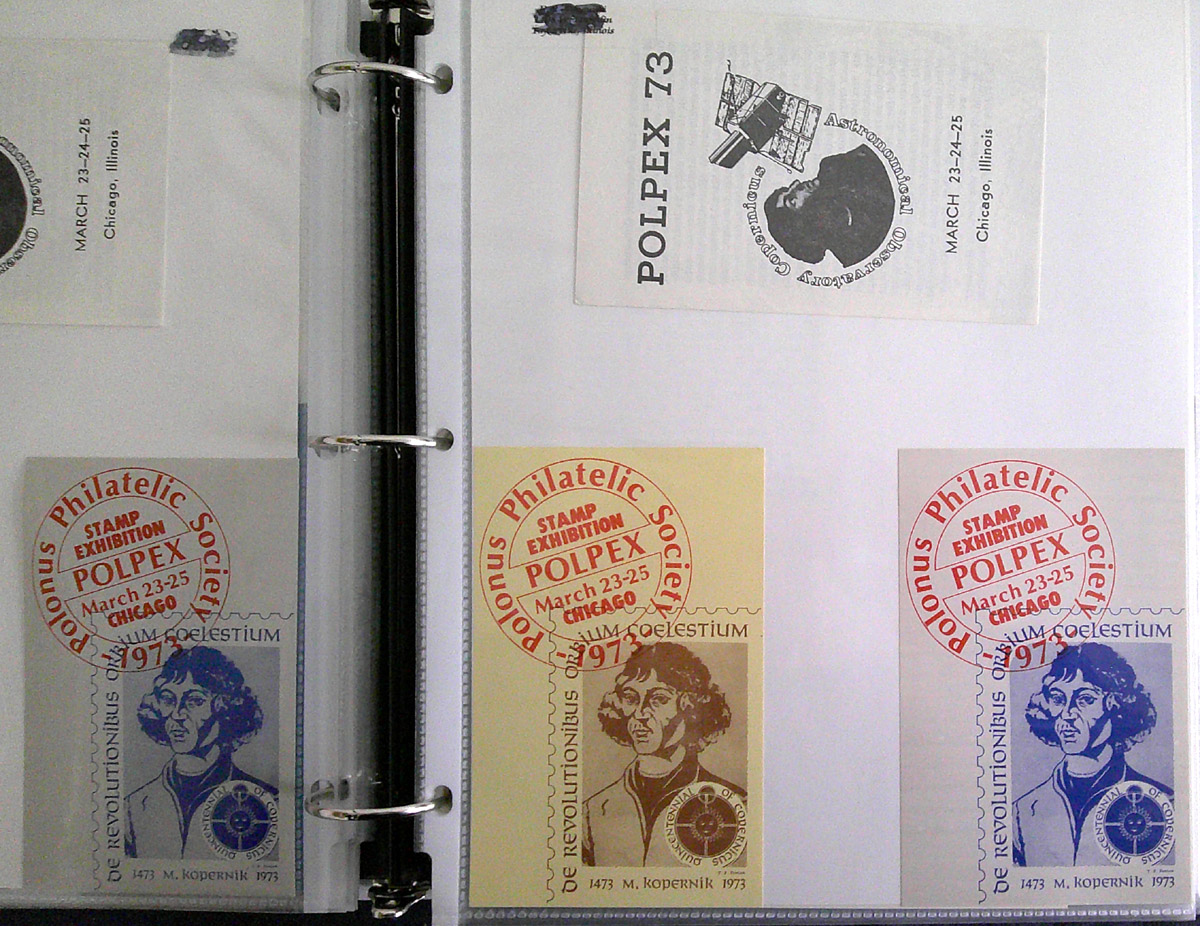 MARCH 23–24–25
Chicago, Illinois
POLPEX 73
Astronomical Observatory Copernicus
MARCH 23–24–25
Chicago, Illinois
Polonus Philatelic Society
STAMP
EXHIBITION
POLPEX
March 23-25
CHICAGO
-1973-
DE REVOLUTIONIBUS ORBIUM COELESTIUM
QUINCENTENNIAL OF COPERNICUS
1473 M. KOPERNIK 1973
Polonus Philatelic Society
STAMP
EXHIBITION
POLPEX
March 23-25
CHICAGO
-1973-
DE REVOLUTIONIBUS ORBIUM COELESTIUM
QUINCENTENNIAL OF COPERNICUS
1473 M. KOPERNIK 1973
Polonus Philatelic Society
STAMP
EXHIBITION
POLPEX
March 23-25
CHICAGO
-1973-
DE REVOLUTIONIBUS ORBIUM COELESTIUM
QUINCENTENNIAL OF COPERNICUS
1473 M. KOPERNIK 1973